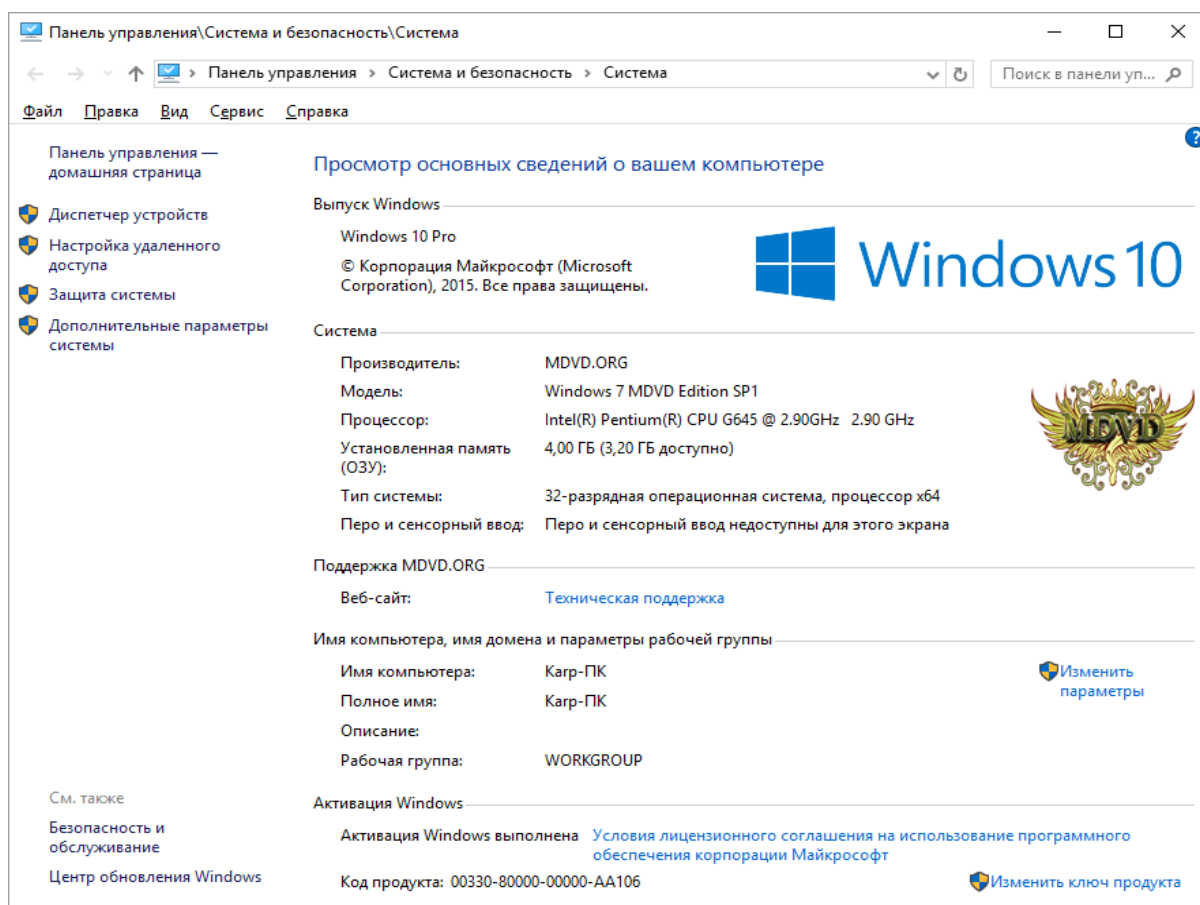 Панель управления\Система и безопасность\Система
Панель управления › Система и безопасность › Система
Поиск в панели уп...
Файл Правка Вид Сервис Справка
Панель управления —
домашняя страница
Диспетчер устройств
Настройка удаленного
доступа
Защита системы
Дополнительные параметры
системы
См. также
Безопасность и
обслуживание
Центр обновления Windows
?
Просмотр основных сведений о вашем компьютере
Выпуск Windows
Windows 10 Pro
© Корпорация Майкрософт (Microsoft
Corporation), 2015. Все права защищены.
Windows 10
Система
Производитель: MDVD.ORG
Модель: Windows 7 MDVD Edition SP1
Процессор: Intel(R) Pentium(R) CPU G645 @ 2.90GHz 2.90 GHz
Установленная память
(ОЗУ): 4,00 ГБ (3,20 ГБ доступно)
Тип системы: 32-разрядная операционная система, процессор x64
Перо и сенсорный ввод: Перо и сенсорный ввод недоступны для этого экрана
MDVD
7
Поддержка MDVD.ORG
Веб-сайт: Техническая поддержка
Имя компьютера, имя домена и параметры рабочей группы
Имя компьютера: Karp-ПК
Полное имя: Karp-ПК
Описание:
Рабочая группа: WORKGROUP
Изменить
параметры
Активация Windows
Активация Windows выполнена Условия лицензионного соглашения на использование программного
обеспечения корпорации Майкрософт
Код продукта: 00330-80000-00000-AA106
Изменить ключ продукта